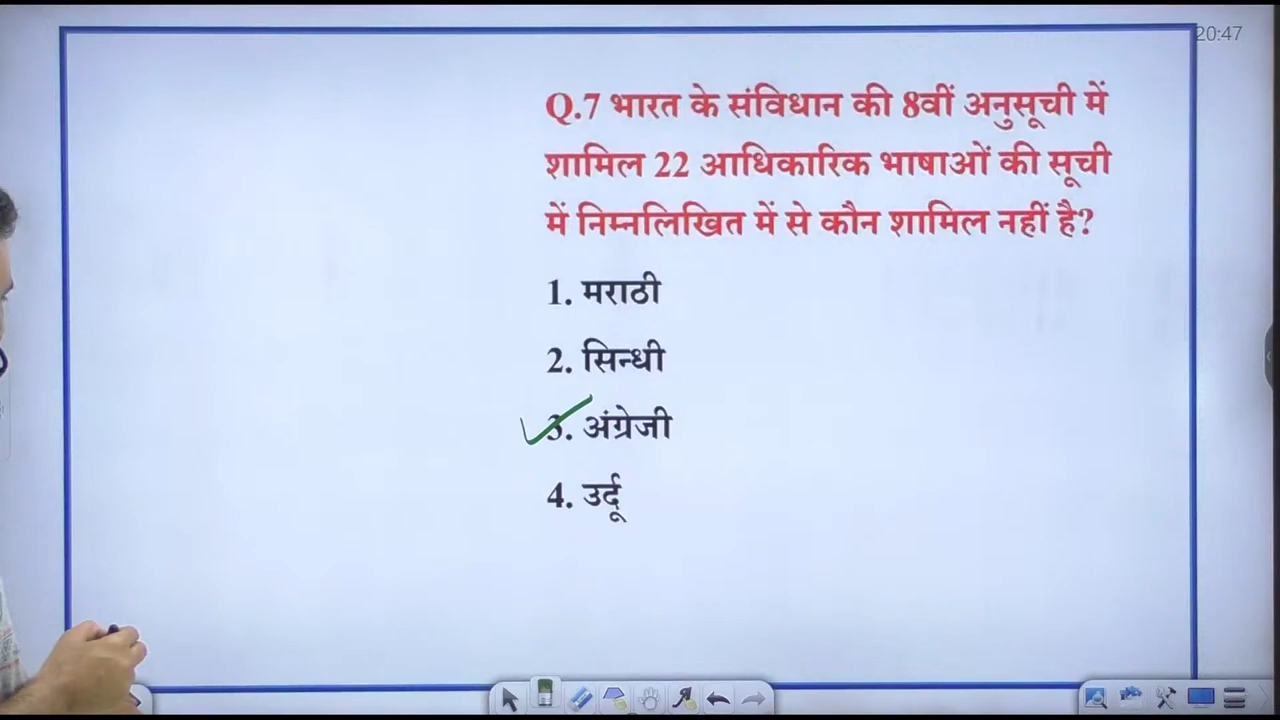 20:47
Q.7 भारत के संविधान की 8वीं अनुसूची में
शामिल 22 आधिकारिक भाषाओं की सूची
में निम्नलिखित में से कौन शामिल नहीं है?
1. मराठी
2. सिन्धी
3. अंग्रेजी
4. उर्दू